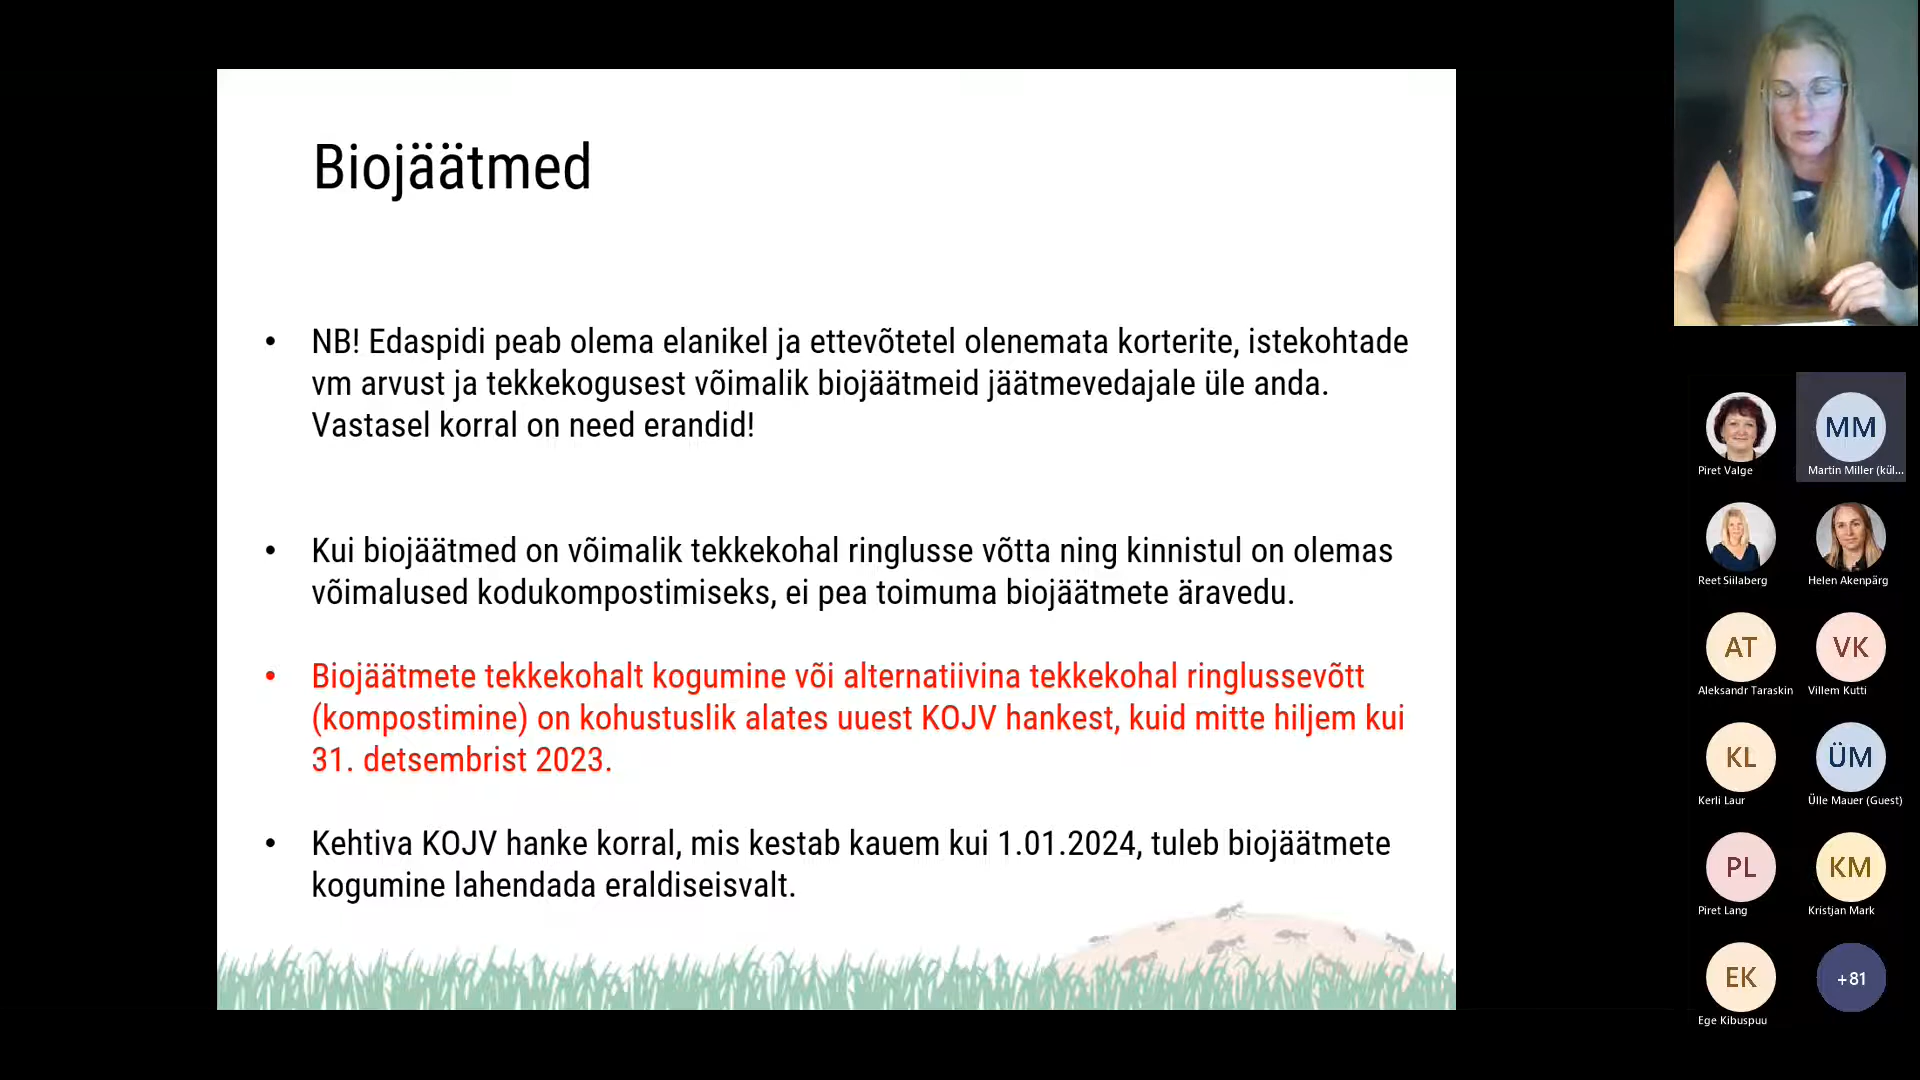 Biojäätmed
• NB! Edaspidi peab olema elanikel ja ettevõtetel olenemata korterite, istekohtade
vm arvust ja tekkekogusest võimalik biojäätmeid jäätmevedajale üle anda.
Vastasel korral on need erandid!
• Kui biojäätmed on võimalik tekkekohal ringlusse võtta ning kinnistul on olemas
võimalused kodukompostimiseks, ei pea toimuma biojäätmete äravedu.
• Biojäätmete tekkekohalt kogumine või alternatiivina tekkekohal ringlussevõtt
(kompostimine) on kohustuslik alates uuest KOJV hankest, kuid mitte hiljem kui
31. detsembrist 2023.
• Kehtiva KOJV hanke korral, mis kestab kauem kui 1.01.2024, tuleb biojäätmete
kogumine lahendada eraldiseisvalt.
MM
Piret Valge
Martin Miller (kül...
Reet Siilaberg
Helen Akenpärg
AT
VK
Aleksandr Taraskin
Villem Kutti
KL
ÜM
Kerli Laur
Ülle Mauer (Guest)
PL
KM
Piret Lang
Kristjan Mark
EK
+81
Ege Kibuspuu